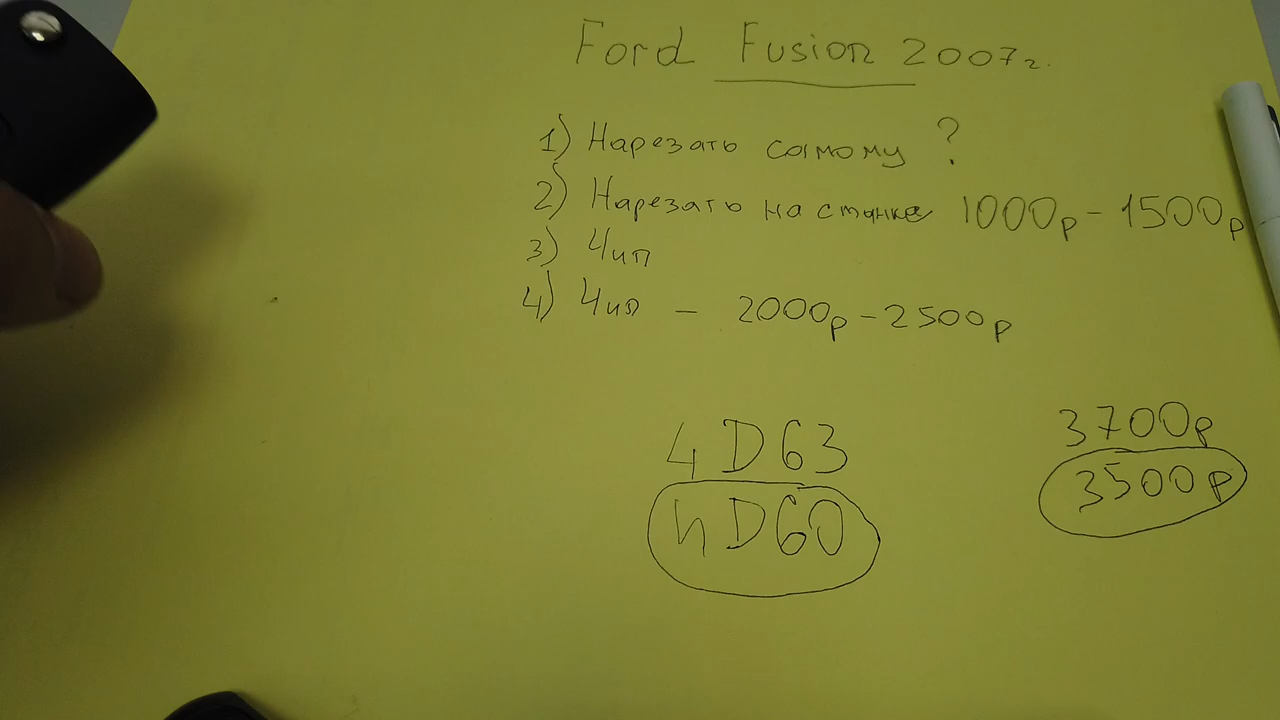 Ford Fusion 2007г.
1) Нарезать самому ?
2) Нарезать на станке 1000р - 1500р
3) Чип
4) Чип - 2000р - 2500р
4D63
4D60
3700р
3500р